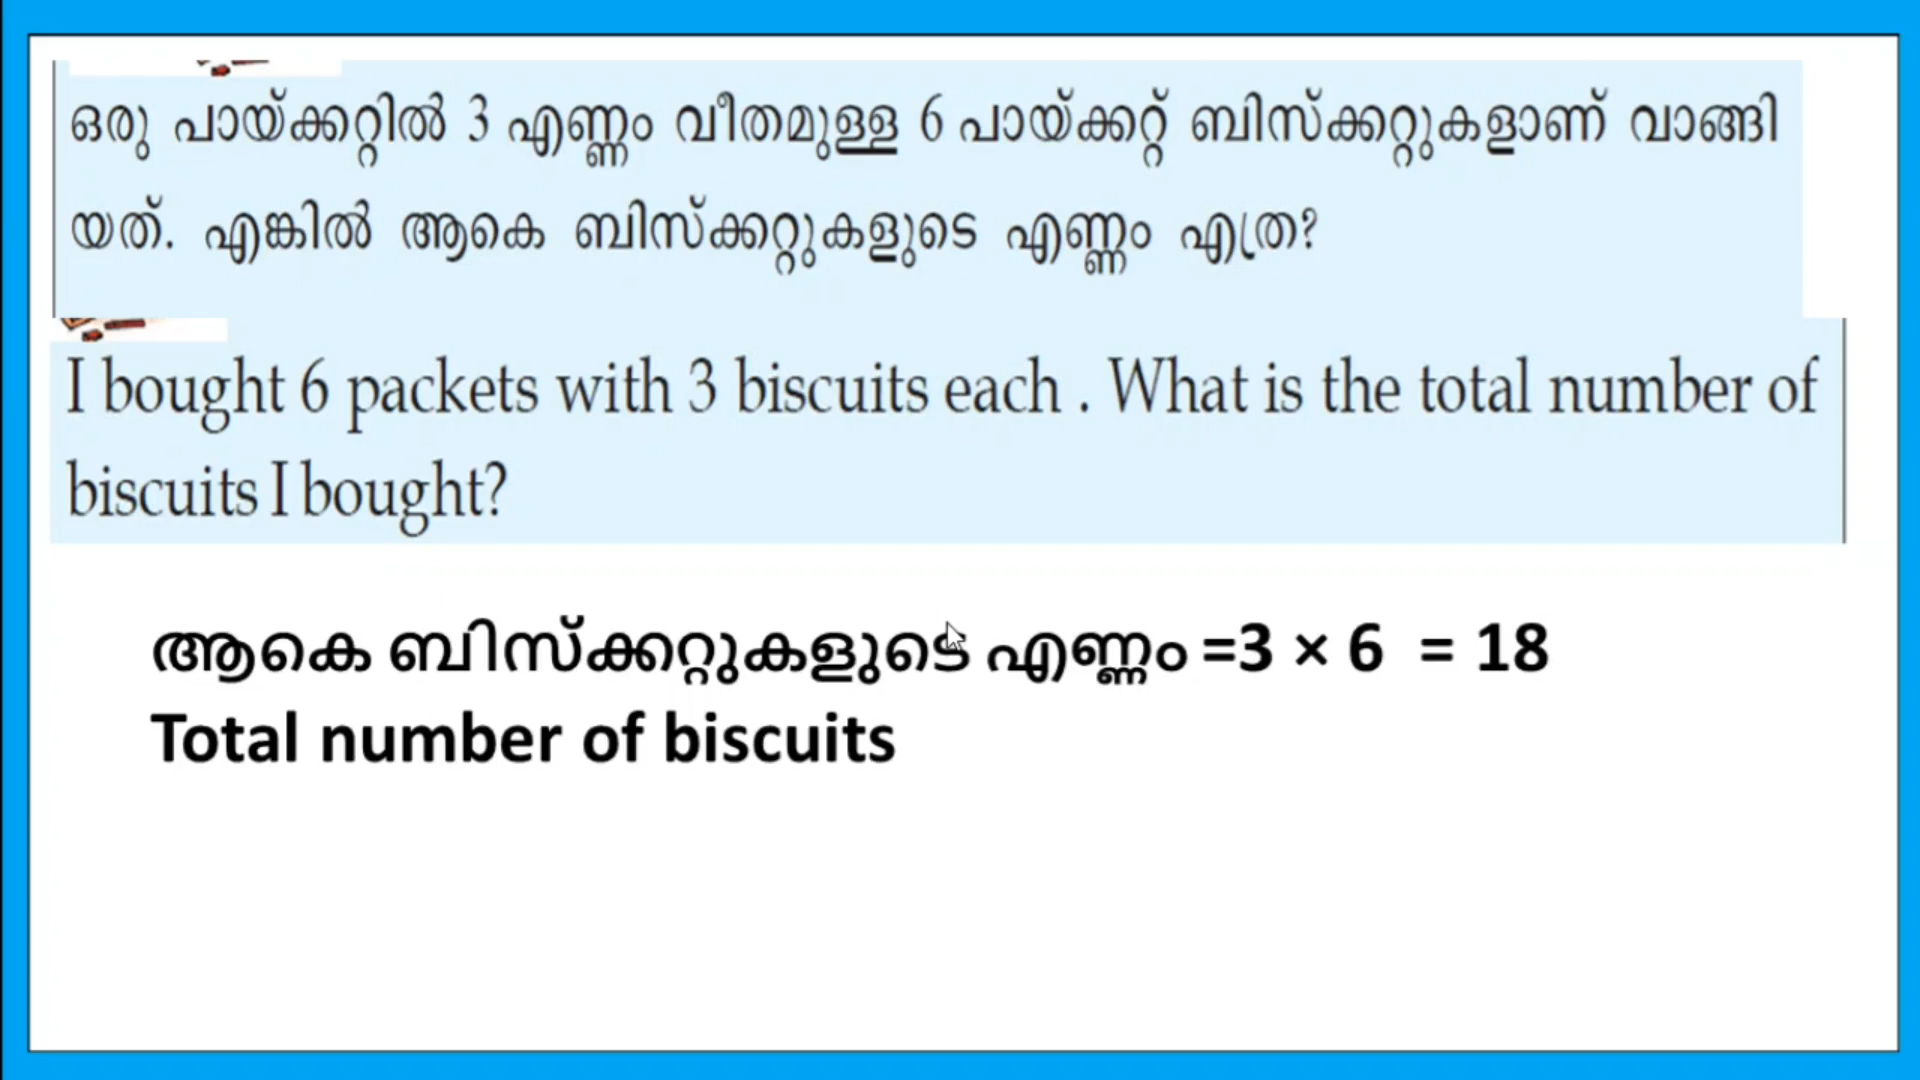 ഒരു പായ്ക്കറ്റിൽ 3 എണ്ണം വീതമുള്ള 6 പായ്ക്കറ്റ് ബിസ്ക്കറ്റുകളാണ് വാങ്ങി
യത്. എങ്കിൽ ആകെ ബിസ്ക്കറ്റുകളുടെ എണ്ണം എത്ര?
I bought 6 packets with 3 biscuits each . What is the total number of
biscuits I bought?
ആകെ ബിസ്ക്കറ്റുകളുടെ എണ്ണം =3 × 6 = 18
Total number of biscuits